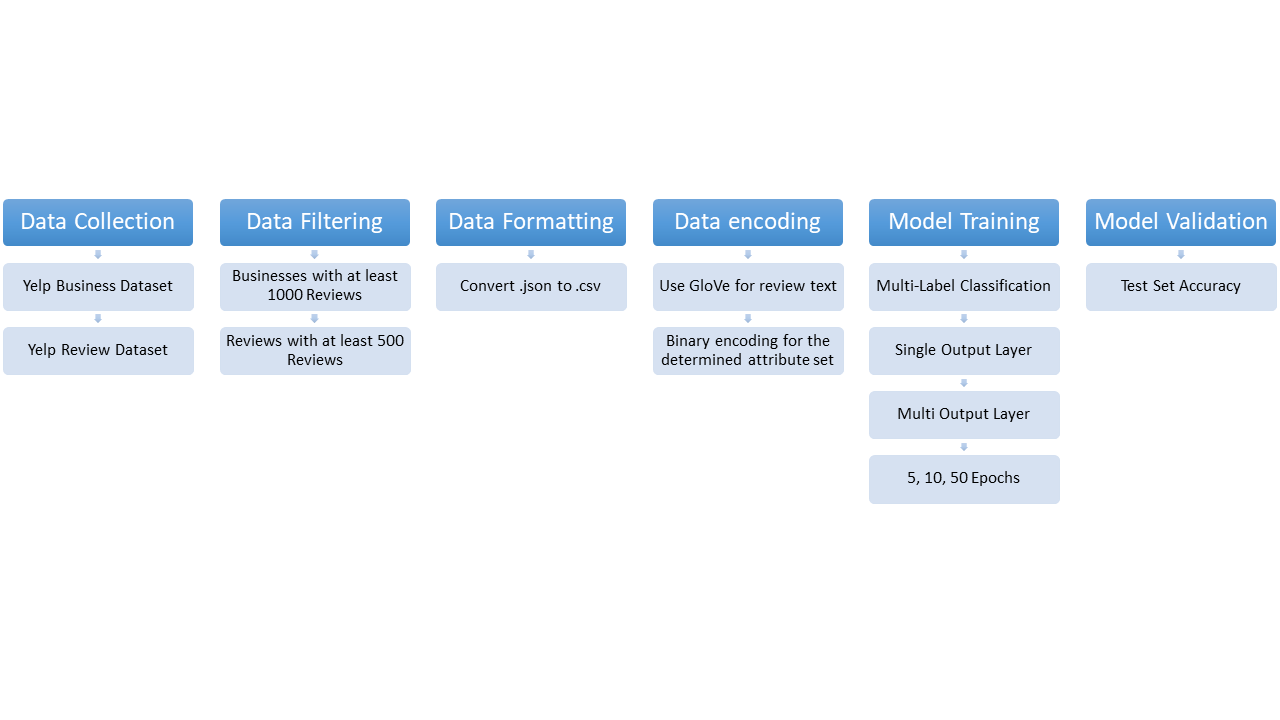 Data Collection
Yelp Business Dataset
Yelp Review Dataset
Data Filtering
Businesses with at least
1000 Reviews
Reviews with at least 500
Reviews
Data Formatting
Convert .json to .csv
Data encoding
Use GloVe for review text
Binary encoding for the
determined attribute set
Model Training
Multi-Label Classification
Single Output Layer
Multi Output Layer
5, 10, 50 Epochs
Model Validation
Test Set Accuracy